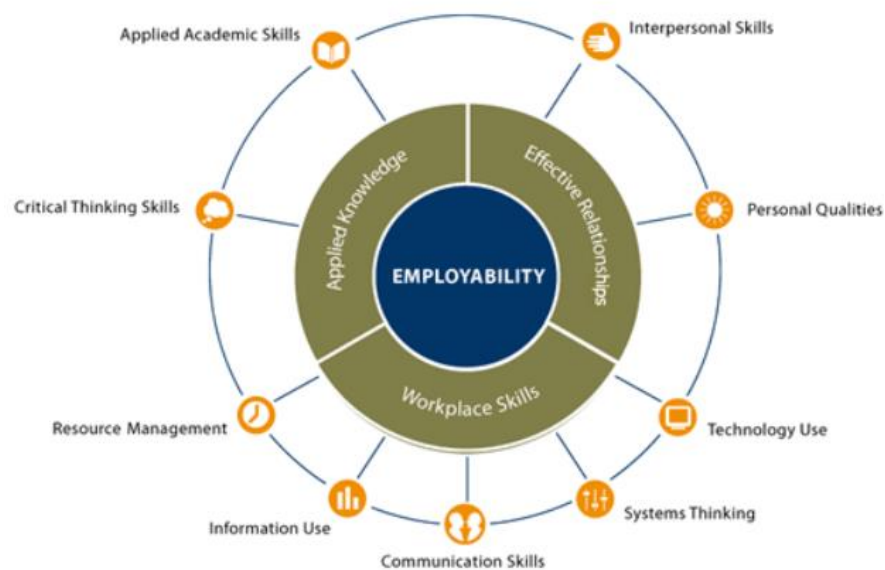 Applied Academic Skills
Interpersonal Skills
Applied Knowledge
Effective Relationships
Critical Thinking Skills
Personal Qualities
EMPLOYABILITY
Workplace Skills
Resource Management
Technology Use
Information Use
Systems Thinking
Communication Skills